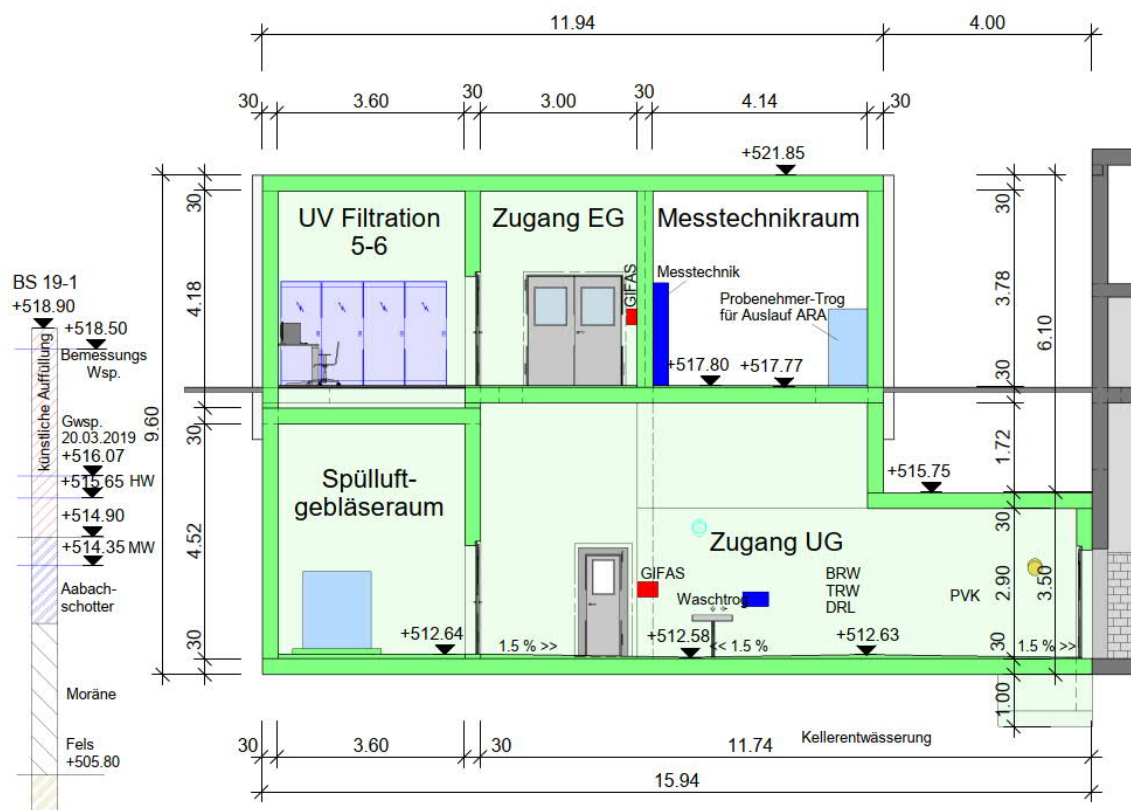 11.94
4.00
30
3.60
30
3.00
30
4.14
30
+521.85
30
30
UV Filtration
5-6
Zugang EG
Messtechnikraum
GIFAS
Messtechnik
Probenehmer-Trog
für Auslauf ARA
4.18
3.78
6.10
BS 19-1
+518.90
+518.50
Bemessungs
Wsp.
künstliche Auffüllung
+517.80
+517.77
9.60
30
30
1.72
Gwsp.
20.03.2019
+516.07
+515.65 HW
+514.90
+514.35 MW
Aabach-
schotter
+515.75
Spülluft-
gebläseraum
4.52
Zugang UG
30
2.90
3.50
GIFAS
Waschtrog
BRW
TRW
DRL
PVK
+512.64
1.5 % >>
+512.58
<< 1.5 %
+512.63
1.5 % >>
30
30
1.00
Moräne
Fels
+505.80
30
3.60
30
11.74
Kellerentwässerung
15.94